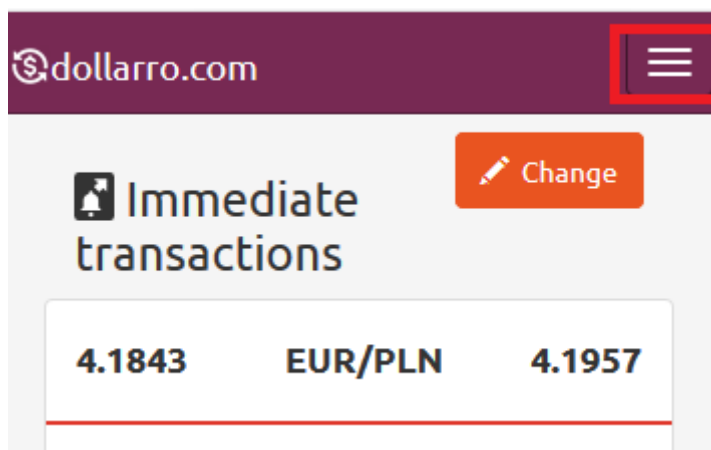 dollarro.com
Change
Immediate
transactions
4.1843 EUR/PLN 4.1957